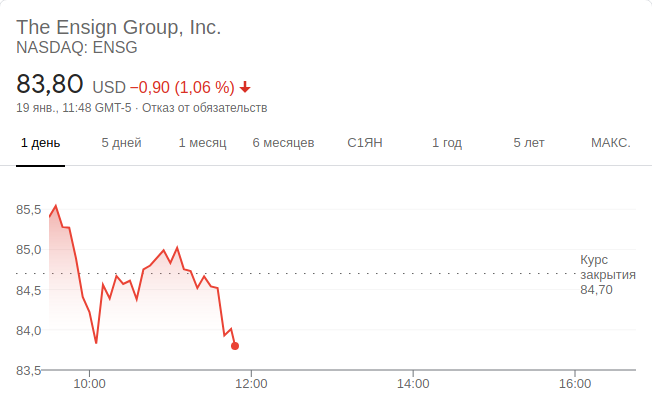 The Ensign Group, Inc.
NASDAQ: ENSG
83,80 USD −0,90 (1,06 %)
19 янв., 11:48 GMT-5 · Отказ от обязательств
1 день 5 дней 1 месяц 6 месяцев С1ЯН 1 год 5 лет МАКС.
85,5
85,0
84,5
84,0
83,5
Курс
закрытия
84,70
10:00 12:00 14:00 16:00